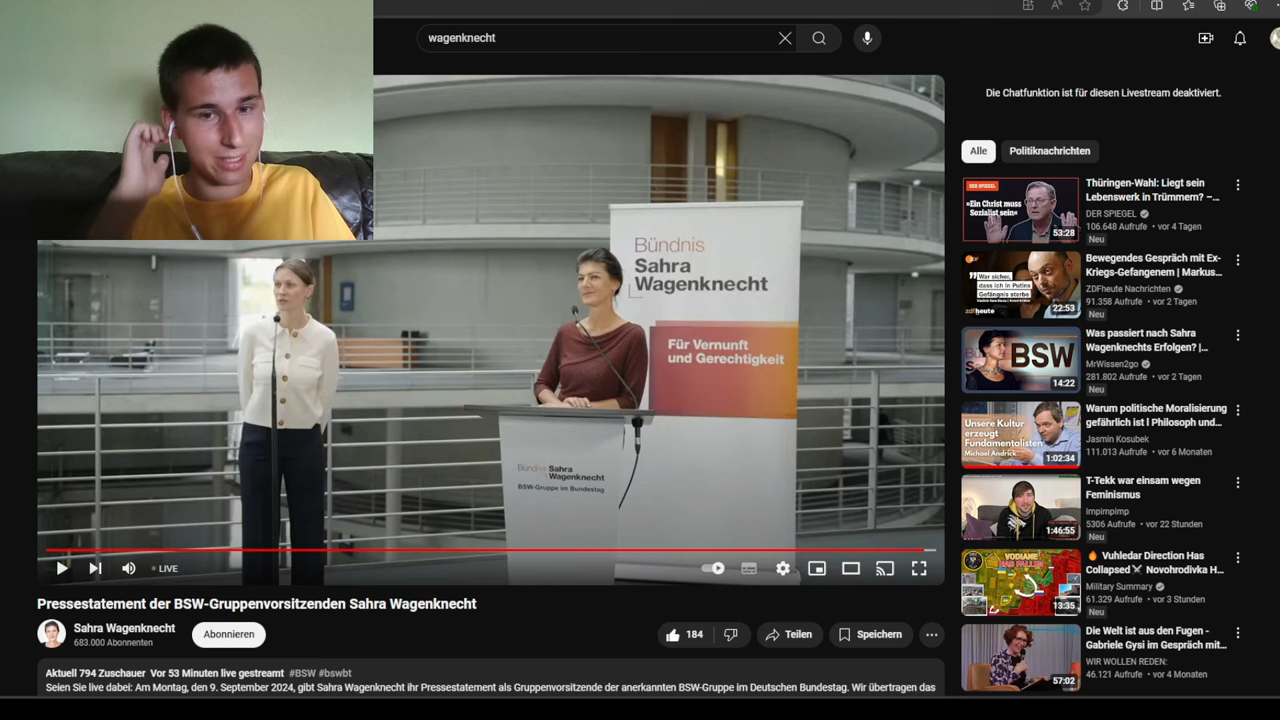 wagenknecht
Die Chatfunktion ist für diesen Livestream deaktiviert.
Alle
Politiknachrichten
Bündnis
Sahra
Wagenknecht
Für Vernunft
und Gerechtigkeit
Bündnis Sahra
Wagenknecht
BSW-Gruppe im Bundestag
LIVE
Pressestatement der BSW-Gruppenvorsitzenden Sahra Wagenknecht
Sahra Wagenknecht
683.000 Abonnenten
Abonnieren
184
Teilen
Speichern
Aktuell 794 Zuschauer Vor 53 Minuten live gestreamt #BSW #bswbt
Seien Sie live dabei: Am Montag, den 9. September 2024, gibt Sahra Wagenknecht ihr Pressestatement als Gruppenvorsitzende der anerkannten BSW-Gruppe im Deutschen Bundestag. Wir übertragen das
DER SPIEGEL
»Ein Christ muss
Sozialist sein«
53:28
Thüringen-Wahl: Liegt sein
Lebenswerk in Trümmern? –...
DER SPIEGEL
106.648 Aufrufe • vor 4 Tagen
Neu
War sicher,
dass ich in Putins
Gefängnis sterbe
zdfheute
22:53
Bewegendes Gespräch mit Ex-
Kriegs-Gefangenem | Markus...
ZDFheute Nachrichten
91.358 Aufrufe • vor 2 Tagen
Neu
BSW
14:22
Was passiert nach Sahra
Wagenknechts Erfolgen? |...
MrWissen2go
281.802 Aufrufe • vor 2 Tagen
Neu
Unsere Kultur
erzeugt
Fundamentalisten
Michael Andrick
1:02:34
Warum politische Moralisierung
gefährlich ist I Philosoph und...
Jasmin Kosubek
111.013 Aufrufe • vor 6 Monaten
1:46:55
T-Tekk war einsam wegen
Feminismus
impimpimp
5306 Aufrufe • vor 22 Stunden
Neu
VODIANE
HAS FALLEN
13:35
🔥 Vuhledar Direction Has
Collapsed☠️ Novohrodivka H...
Military Summary
61.329 Aufrufe • vor 3 Stunden
Neu
57:02
Die Welt ist aus den Fugen -
Gabriele Gysi im Gespräch mit...
WIR WOLLEN REDEN:
46.121 Aufrufe • vor 4 Monaten